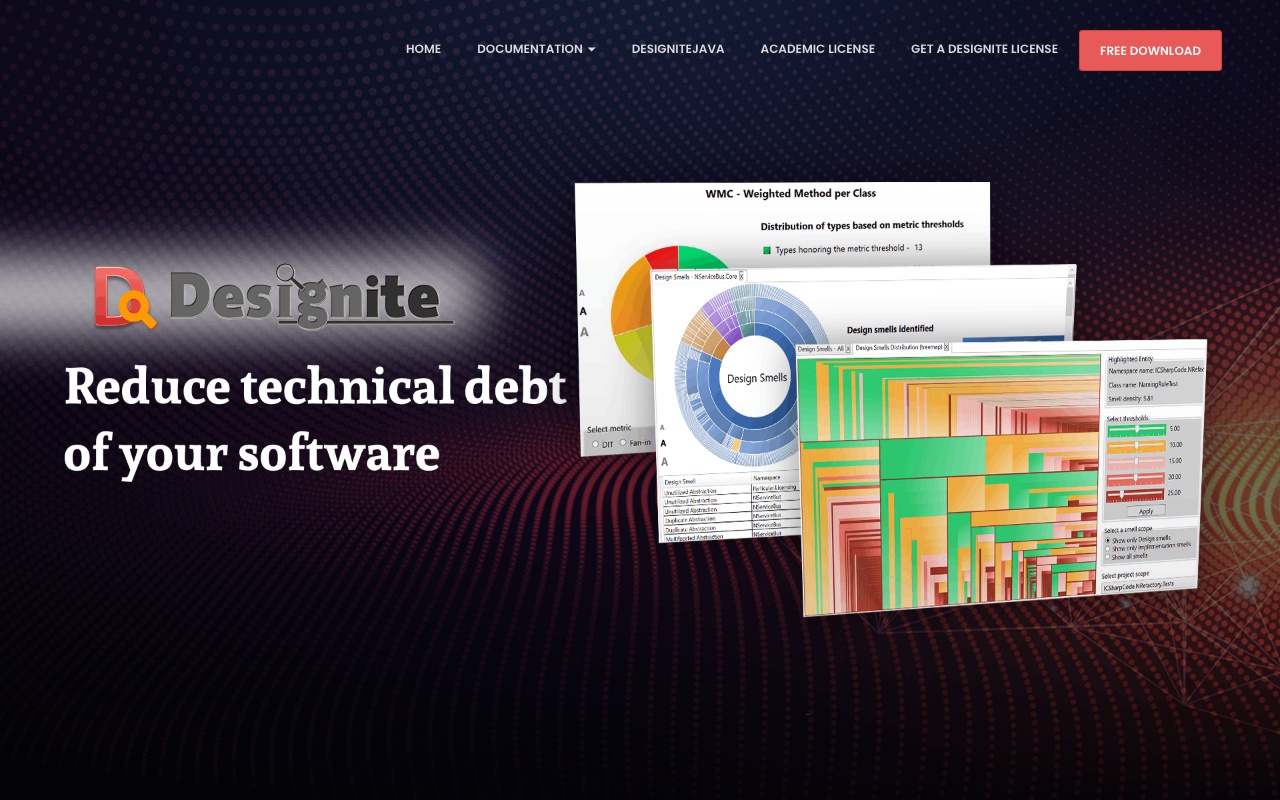 HOME DOCUMENTATION DESIGNITEJAVA ACADEMIC LICENSE GET A DESIGNITE LICENSE FREE DOWNLOAD
Designite
Reduce technical debt
of your software
WMC - Weighted Method per Class
Distribution of types based on metric thresholds
Types honoring the metric threshold - 13
A
A
A
Select metric
DIT Fan-in
Design Smells - NServiceBus.Core X
Design smells identified
Design Smells
A
A
A
Design Smell Namespace
Unutilized Abstraction Particular.Licensing
Unutilized Abstraction NServiceBus
Unutilized Abstraction NServiceBus
Duplicate Abstraction NServiceBus
Duplicate Abstraction NServiceBus
Multifaceted Abstraction NServiceBus
Design Smells - All X Design Smells Distribution (treemap) X
Highlighted Entity:
Namespace name: ICSharpCode.NRefac
Class name: NamingRuleTest
Smell density: 5.81
Select thresholds:
5.00
10.00
15.00
20.00
25.00
Apply
Select a smell scope
Show only Design smells
Show only Implementation smells
Show all smells
Select project scope
ICSharpCode.NRefactory.Tests